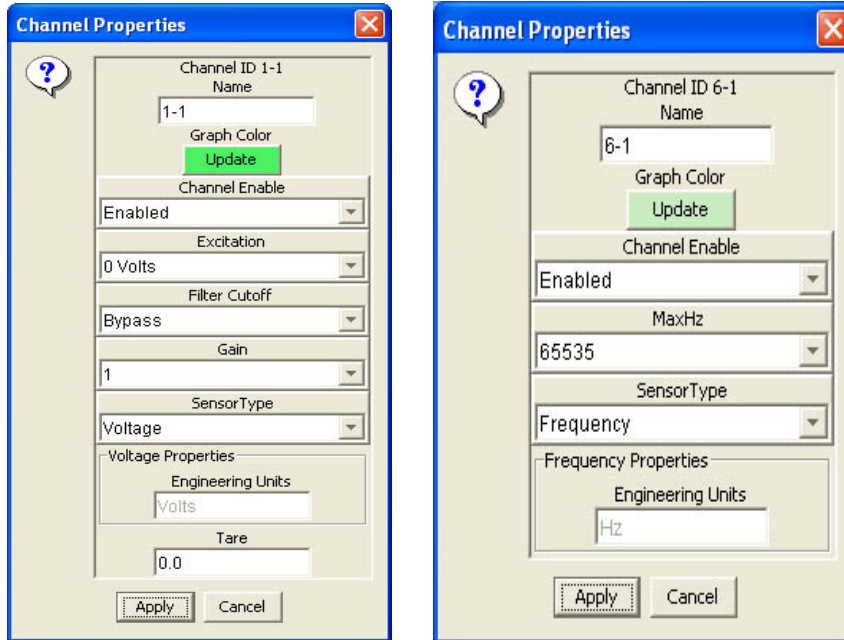 Channel Properties
?
Channel ID 1-1
Name
1-1
Graph Color
Update
Channel Enable
Enabled
Excitation
0 Volts
Filter Cutoff
Bypass
Gain
1
SensorType
Voltage
Voltage Properties
Engineering Units
Volts
Tare
0.0
Apply
Cancel
Channel Properties
?
Channel ID 6-1
Name
6-1
Graph Color
Update
Channel Enable
Enabled
MaxHz
65535
SensorType
Frequency
Frequency Properties
Engineering Units
Hz
Apply
Cancel